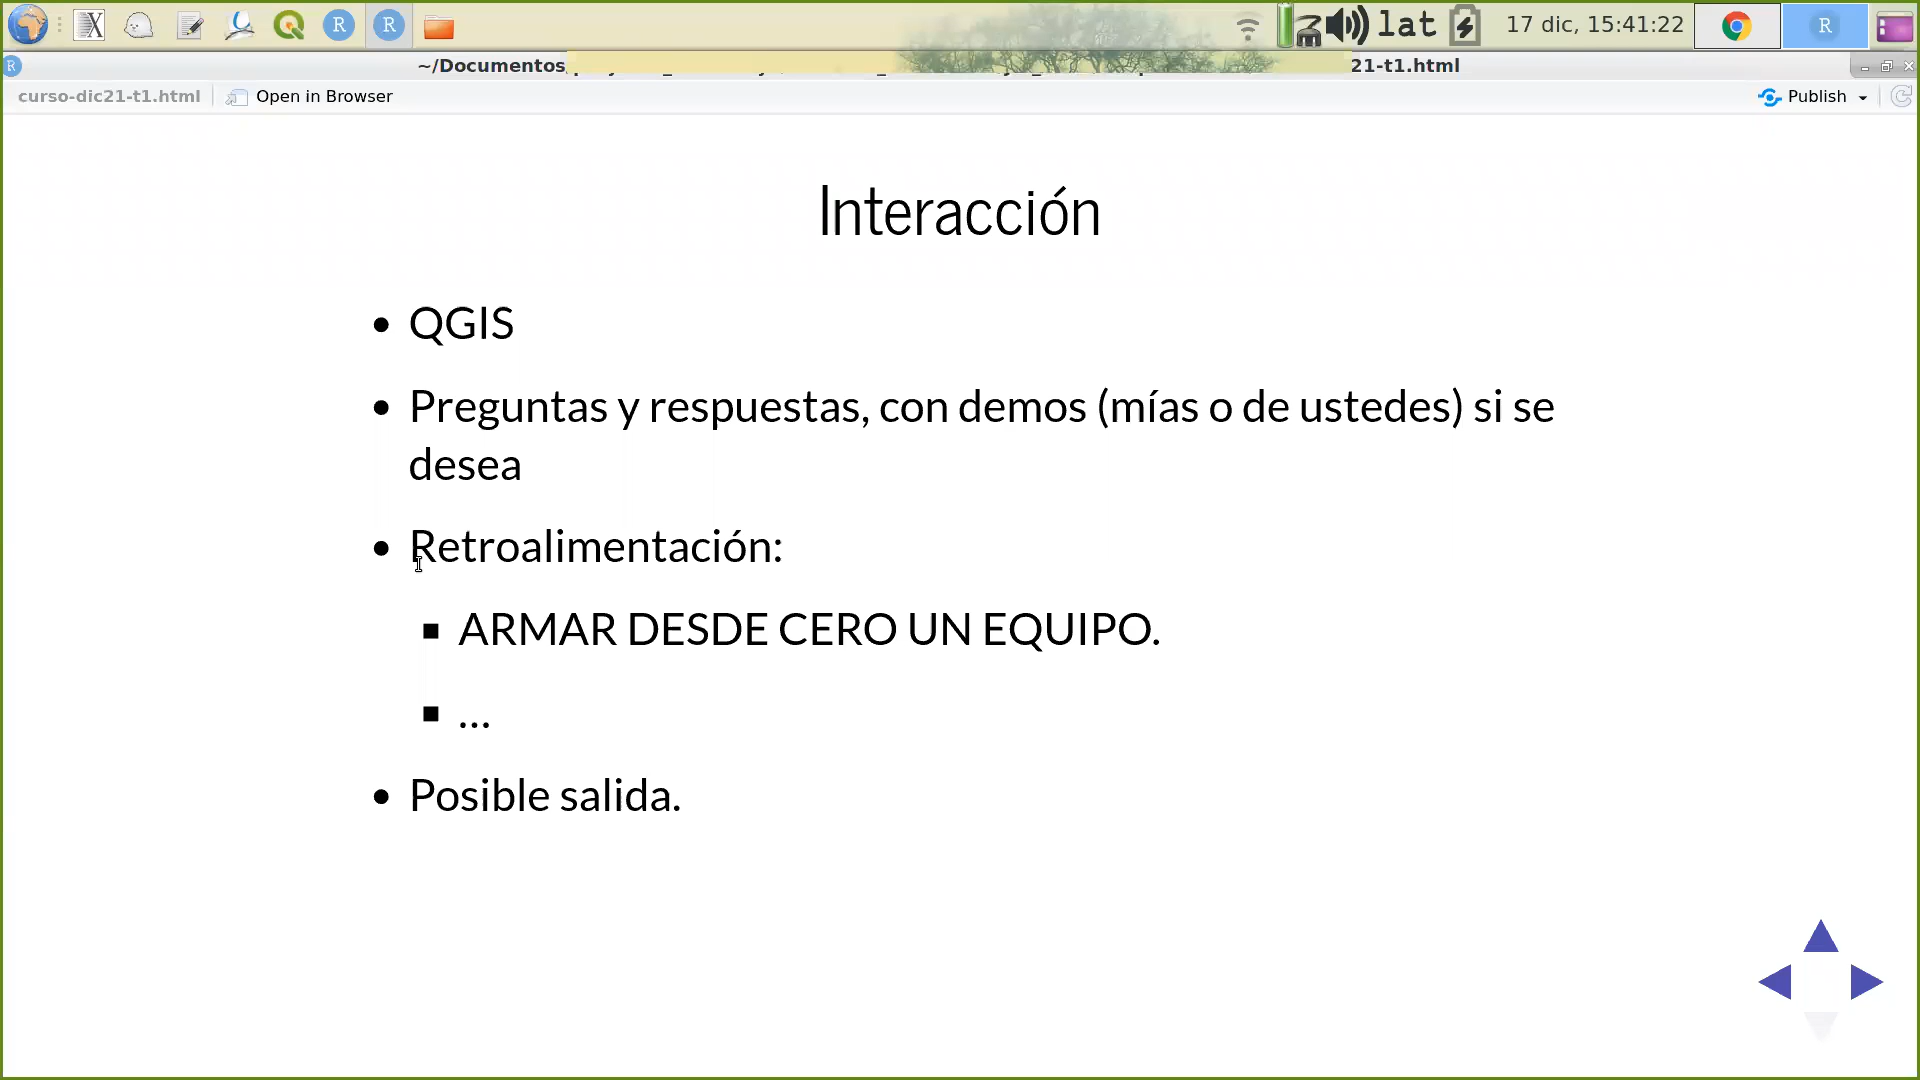 lat
17 dic, 15:41:22
R
R
R
R
~/Documentos
21-t1.html
curso-dic21-t1.html
Open in Browser
Publish
Interacción
• QGIS
• Preguntas y respuestas, con demos (mías o de ustedes) si se
desea
• Retroalimentación:
▪ ARMAR DESDE CERO UN EQUIPO.
▪ ...
• Posible salida.